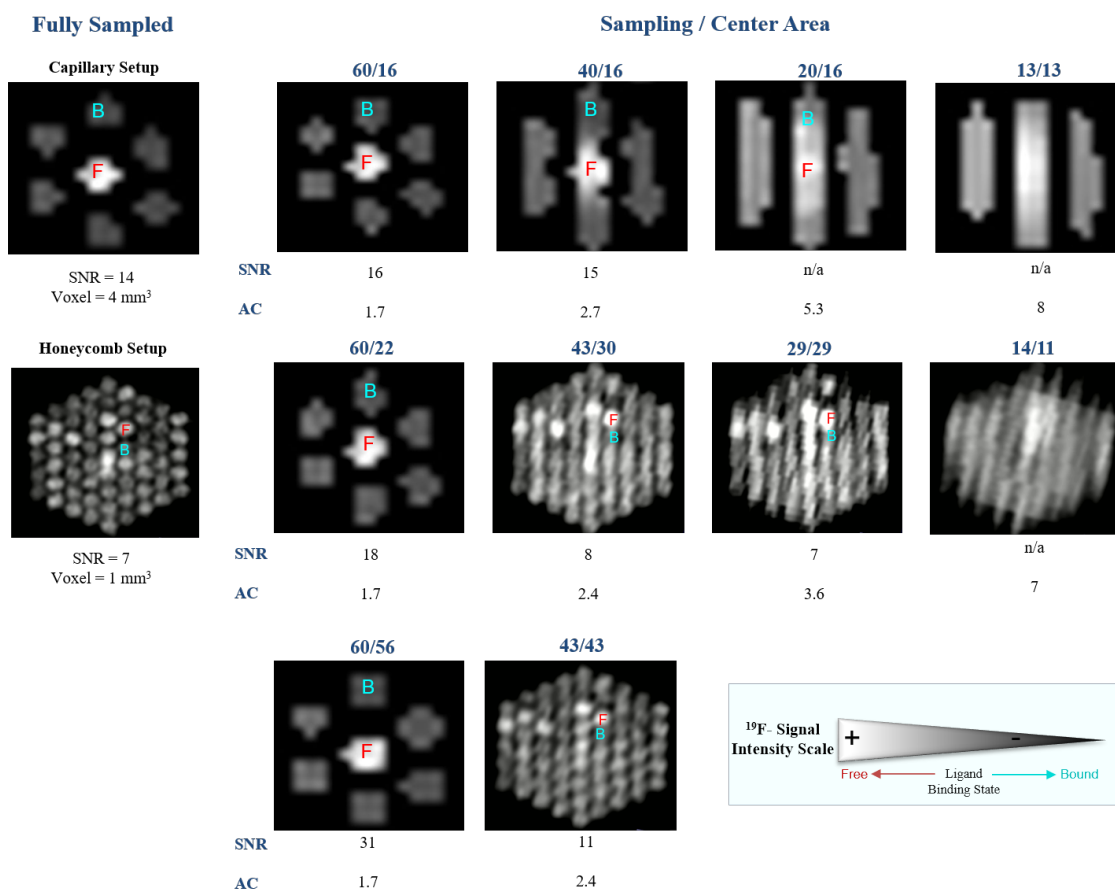 Fully Sampled
Sampling / Center Area
Capillary Setup
60/16
40/16
20/16
13/13
B
F
B
F
B
F
B
F
SNR = 14
Voxel = 4 mm³
SNR
16
15
n/a
n/a
AC
1.7
2.7
5.3
8
Honeycomb Setup
60/22
43/30
29/29
14/11
F
B
B
F
F
B
F
B
SNR = 7
Voxel = 1 mm³
SNR
18
8
7
n/a
AC
1.7
2.4
3.6
7
60/56
43/43
B
F
F
B
¹⁹F- Signal
Intensity Scale
+
-
Free
Ligand
Binding State
Bound
SNR
31
11
AC
1.7
2.4